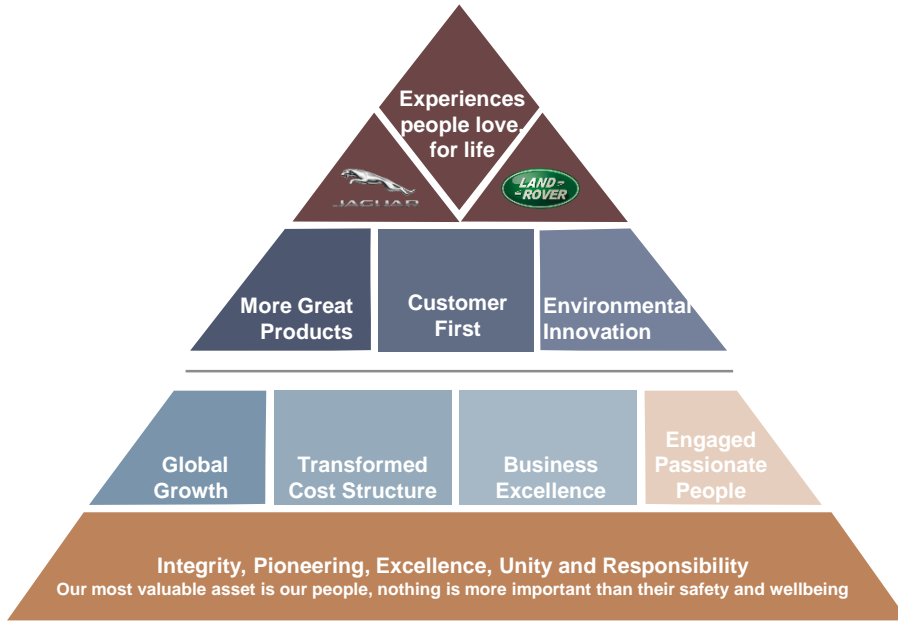 Experiences
people love,
for life
JAGUAR
LAND-
-ROVER
More Great
Products
Customer
First
Environmental
Innovation
Global
Growth
Transformed
Cost Structure
Business
Excellence
Engaged
Passionate
People
Integrity, Pioneering, Excellence, Unity and Responsibility
Our most valuable asset is our people, nothing is more important than their safety and wellbeing